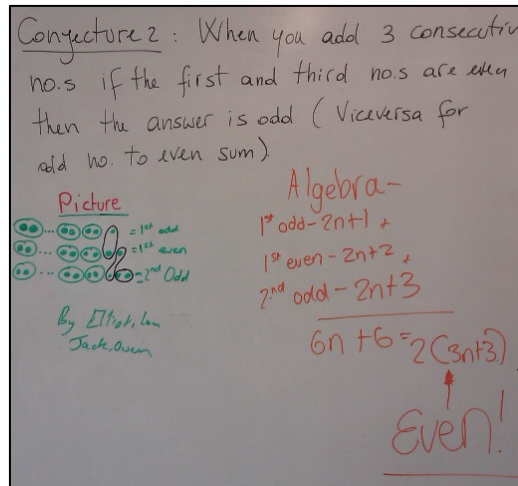 Conjecture 2 : When you add 3 consecutiv
no.s if the first and third no.s are even
then the answer is odd ( Viceversa for
odd no. to even sum).
Picture
= 1st odd
= 1st even
= 2nd Odd
By Elliot,
Jack, Owen
Algebra-
1st odd - 2n+1 +
1st even - 2n+2 +
2nd odd - 2n+3
6n + 6 = 2(3n+3)
Even!